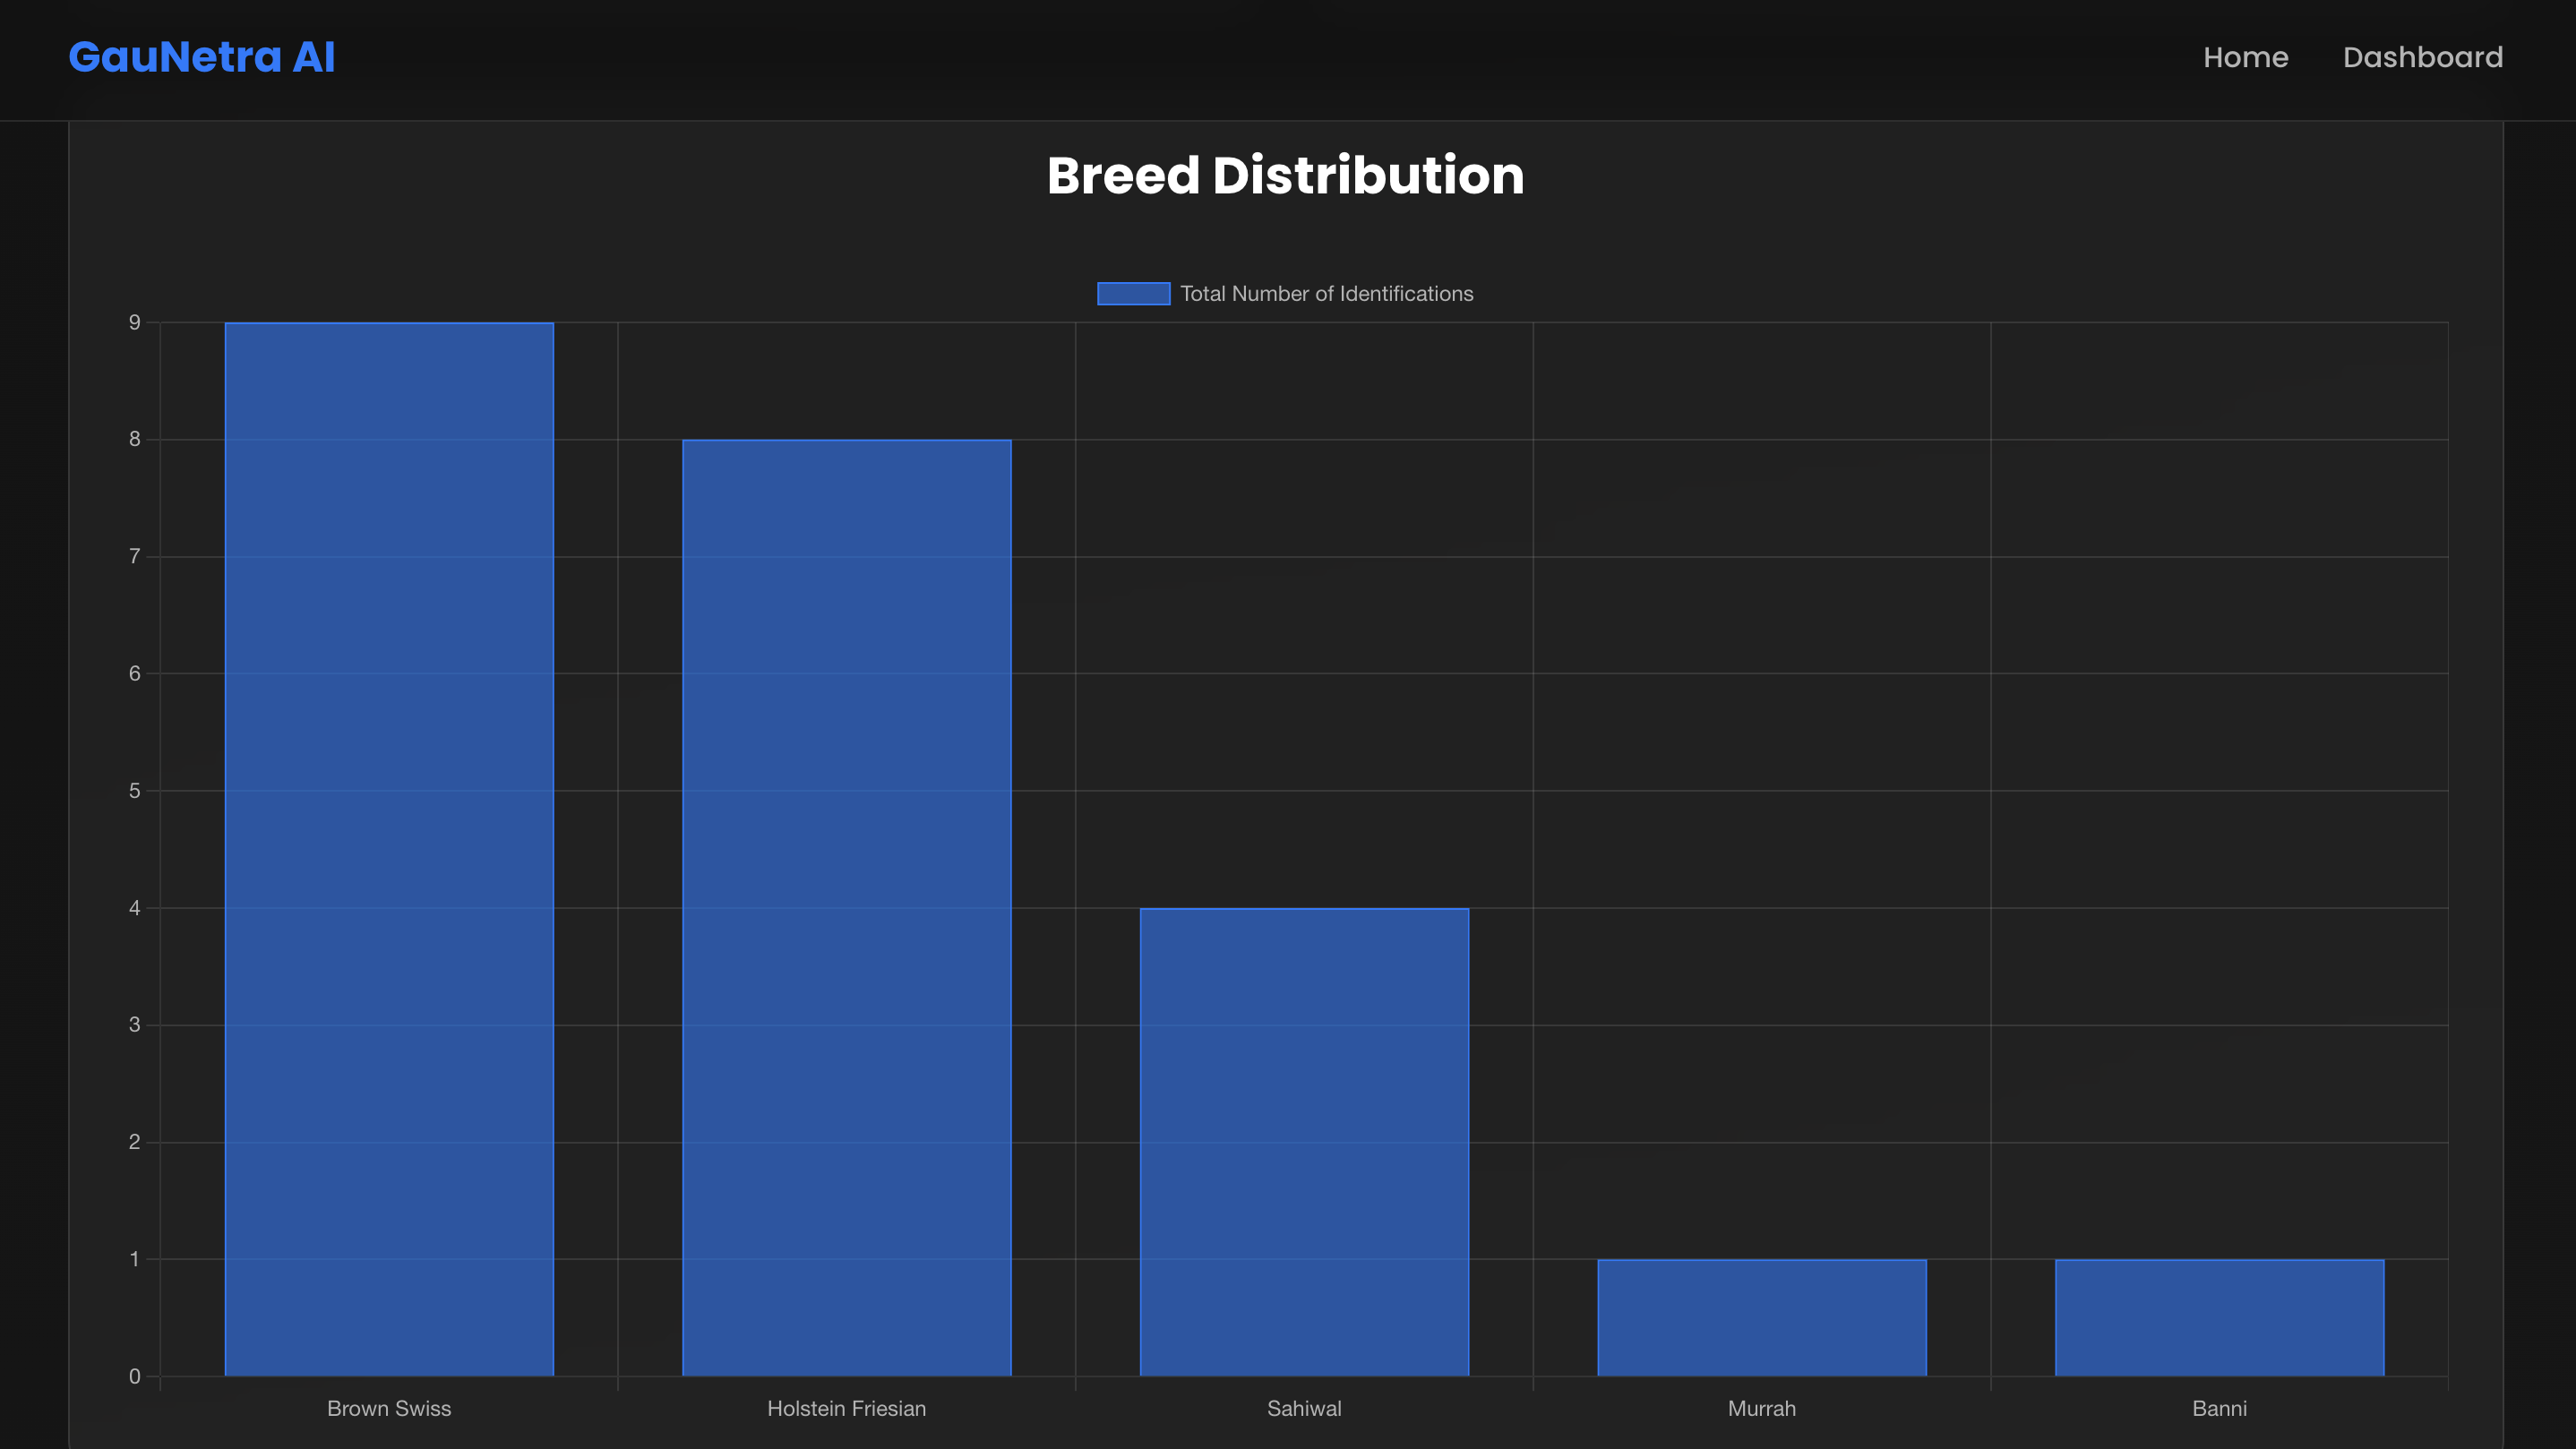 GauNetra AI
Home Dashboard
Breed Distribution
Total Number of Identifications
9
8
7
6
5
4
3
2
1
0
Brown Swiss Holstein Friesian Sahiwal Murrah Banni